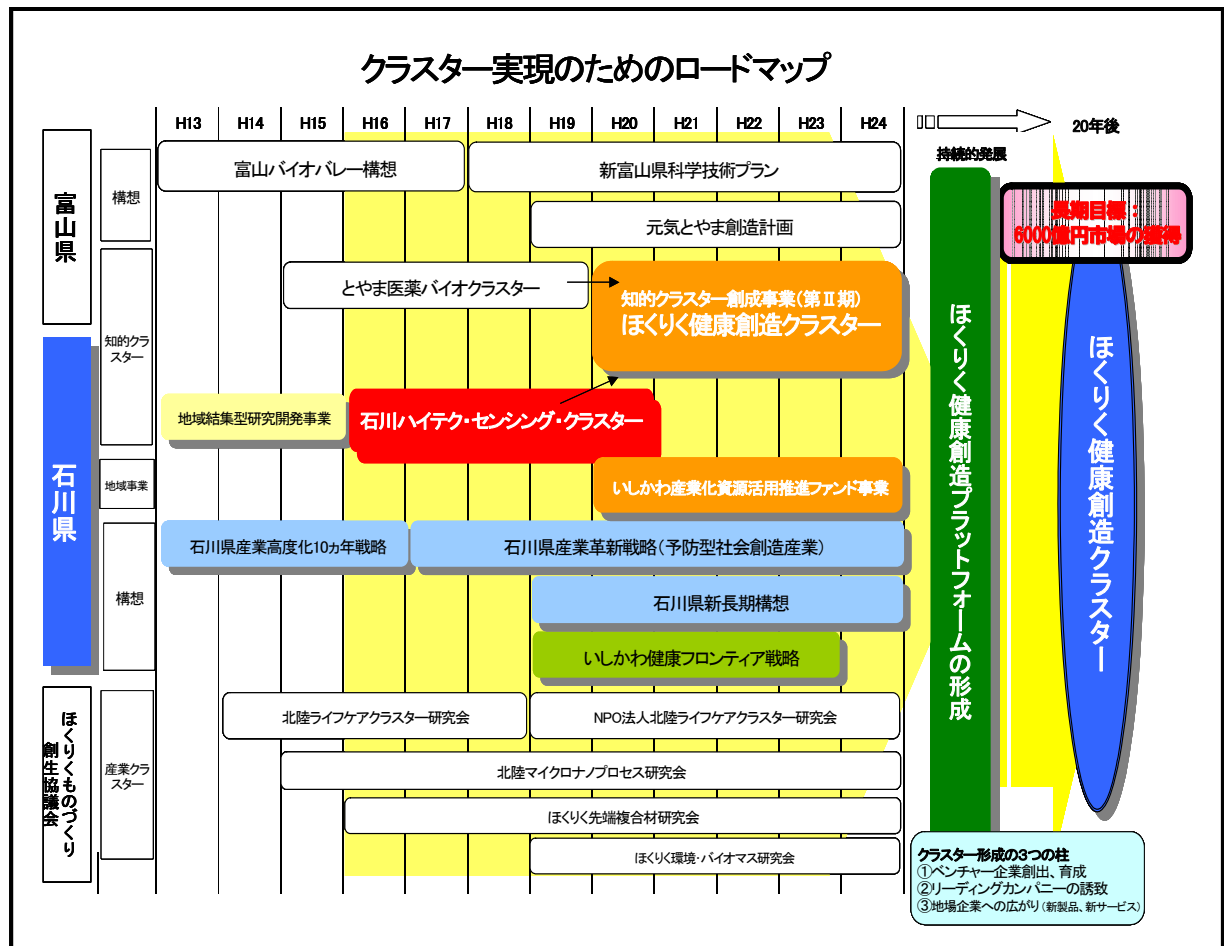 クラスター実現のためのロードマップ
H13
H14
H15
H16
H17
H18
H19
H20
H21
H22
H23
H24
20年後
持続的発展
富山県
構想
富山バイオバレー構想
新富山県科学技術プラン
元気とやま創造計画
長期目標：
6000億円市場の獲得
知的クラ
スター
とやま医薬バイオクラスター
知的クラスター創成事業(第Ⅱ期)
ほくりく健康創造クラスター
石川県
地域結集型研究開発事業
石川ハイテク・センシング・クラスター
地域事業
いしかわ産業化資源活用推進ファンド事業
構想
石川県産業高度化10ヵ年戦略
石川県産業革新戦略(予防型社会創造産業)
石川県新長期構想
いしかわ健康フロンティア戦略
ほくりくものづくり
創生協議会
産業クラ
スター
北陸ライフケアクラスター研究会
NPO法人北陸ライフケアクラスター研究会
北陸マイクロナノプロセス研究会
ほくりく先端複合材研究会
ほくりく環境・バイオマス研究会
ほくりく健康創造プラットフォームの形成
ほくりく健康創造クラスター
クラスター形成の3つの柱
①ベンチャー企業創出、育成
②リーディングカンパニーの誘致
③地場企業への広がり(新製品、新サービス)